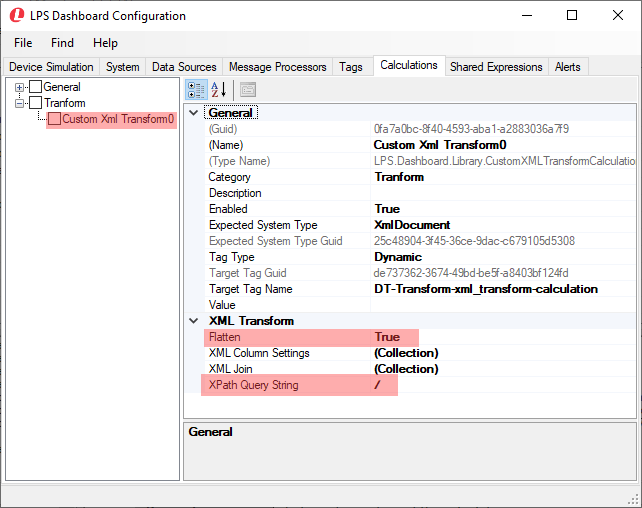 LPS Dashboard Configuration
File Find Help
Device Simulation System Data Sources Message Processors Tags Calculations Shared Expressions Alerts
General
Tranform
Custom Xml Transform0
General
(Guid) 0fa7a0bc-8f40-4593-aba1-a2883036a7f9
(Name) Custom Xml Transform0
(Type Name) LPS.Dashboard.Library.CustomXMLTransformCalculatio
Category Tranform
Description
Enabled True
Expected System Type XmlDocument
Expected System Type Guid 25c48904-3f45-36ce-9dac-c679105d5308
Tag Type Dynamic
Target Tag Guid de737362-3674-49bd-be5f-a8403bf124fd
Target Tag Name DT-Transform-xml_transform-calculation
Value
XML Transform
Flatten True
XML Column Settings (Collection)
XML Join (Collection)
XPath Query String /
General